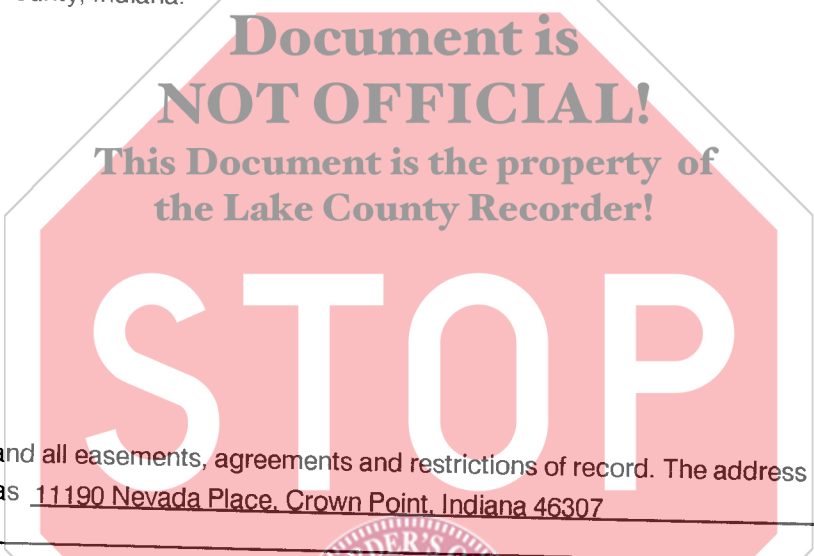 Indiana.
Document is
NOT OFFICIAL!
This Document is the property of
the Lake County Recorder!
STOP
and all easements, agreements and restrictions of record. The address
as 11190 Nevada Place, Crown Point, Indiana 46307